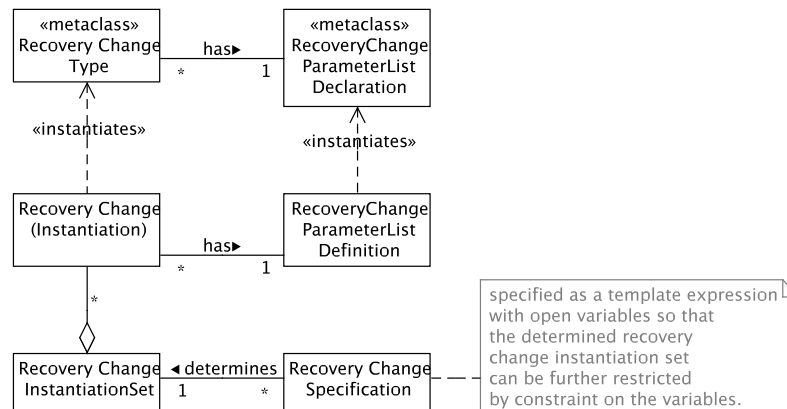 «metaclass»
Recovery Change
Type
has▶
*
1
«metaclass»
RecoveryChange
ParameterList
Declaration
«instantiates»
«instantiates»
Recovery Change
(Instantiation)
has▶
*
1
RecoveryChange
ParameterList
Definition
*
Recovery Change
InstantiationSet
◀ determines
1
*
Recovery Change
Specification
specified as a template expression
with open variables so that
the determined recovery
change instantiation set
can be further restricted
by constraint on the variables.